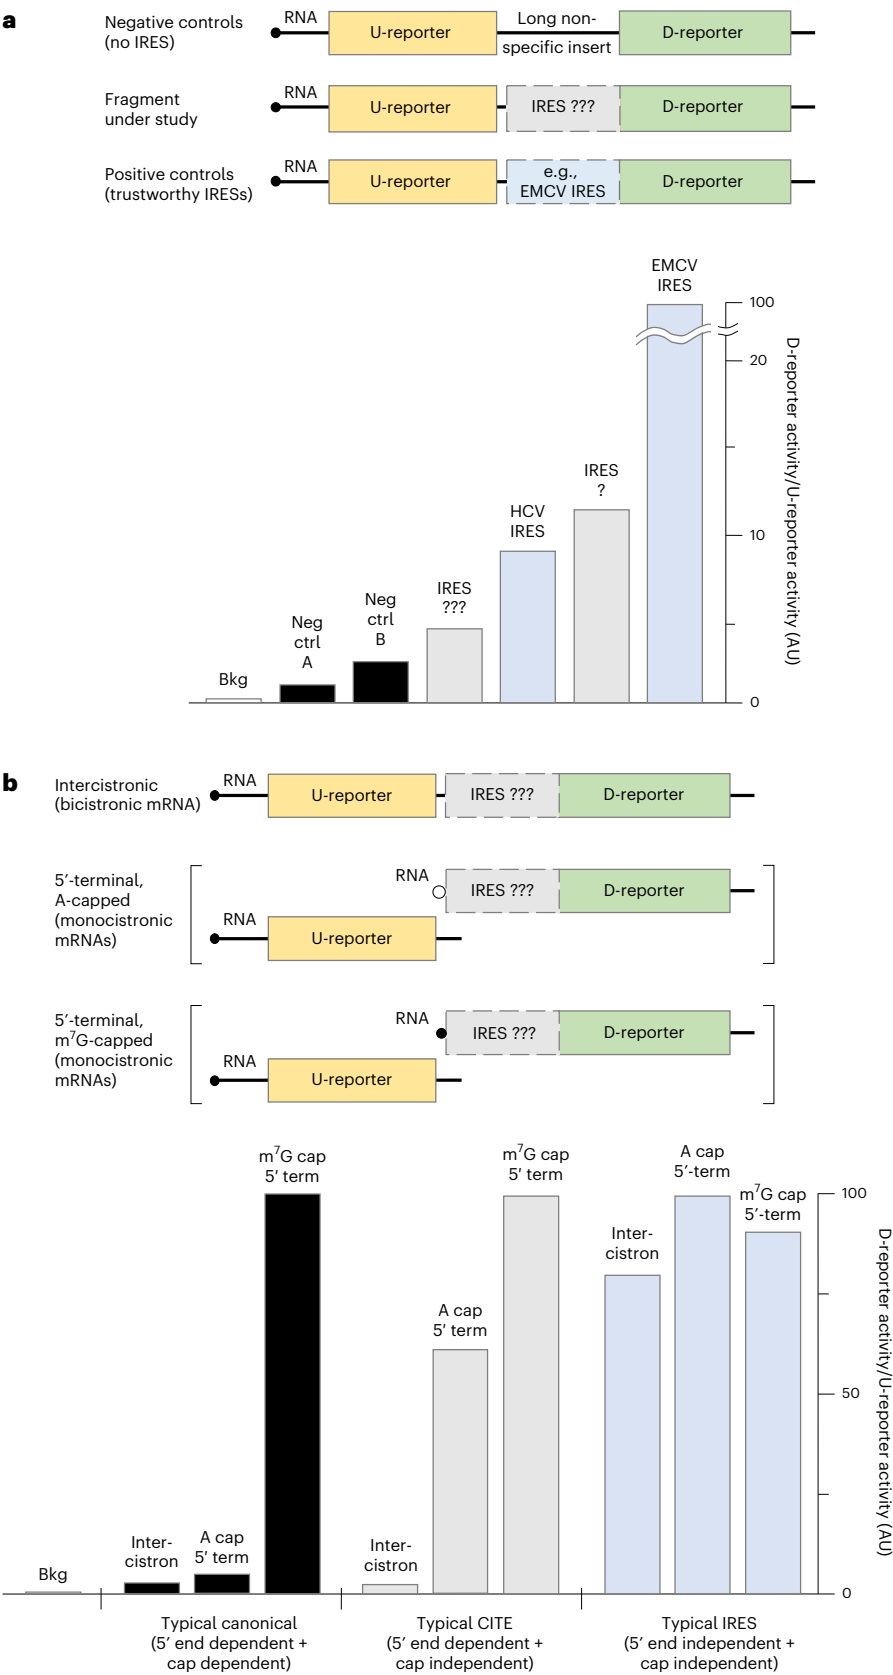 a
Negative controls
(no IRES)
RNA
U-reporter
Long non-
specific insert
D-reporter
Fragment
under study
RNA
U-reporter
IRES ???
D-reporter
Positive controls
(trustworthy IRESs)
RNA
U-reporter
e.g.,
EMCV IRES
D-reporter
Bkg
Neg
ctrl
A
Neg
ctrl
B
IRES
???
HCV
IRES
IRES
?
EMCV
IRES
100
20
10
0
D-reporter activity/U-reporter activity (AU)
b
Intercistronic
(bicistronic mRNA)
RNA
U-reporter
IRES ???
D-reporter
5′-terminal,
A-capped
(monocistronic
mRNAs)
RNA
IRES ???
D-reporter
RNA
U-reporter
5′-terminal,
m⁷G-capped
(monocistronic
mRNAs)
RNA
IRES ???
D-reporter
RNA
U-reporter
Bkg
Inter-
cistron
A cap
5′ term
m⁷G cap
5′ term
Inter-
cistron
A cap
5′ term
m⁷G cap
5′ term
Inter-
cistron
A cap
5′-term
m⁷G cap
5′-term
100
50
0
D-reporter activity/U-reporter activity (AU)
Typical canonical
(5′ end dependent +
cap dependent)
Typical CITE
(5′ end dependent +
cap independent)
Typical IRES
(5′ end independent +
cap independent)